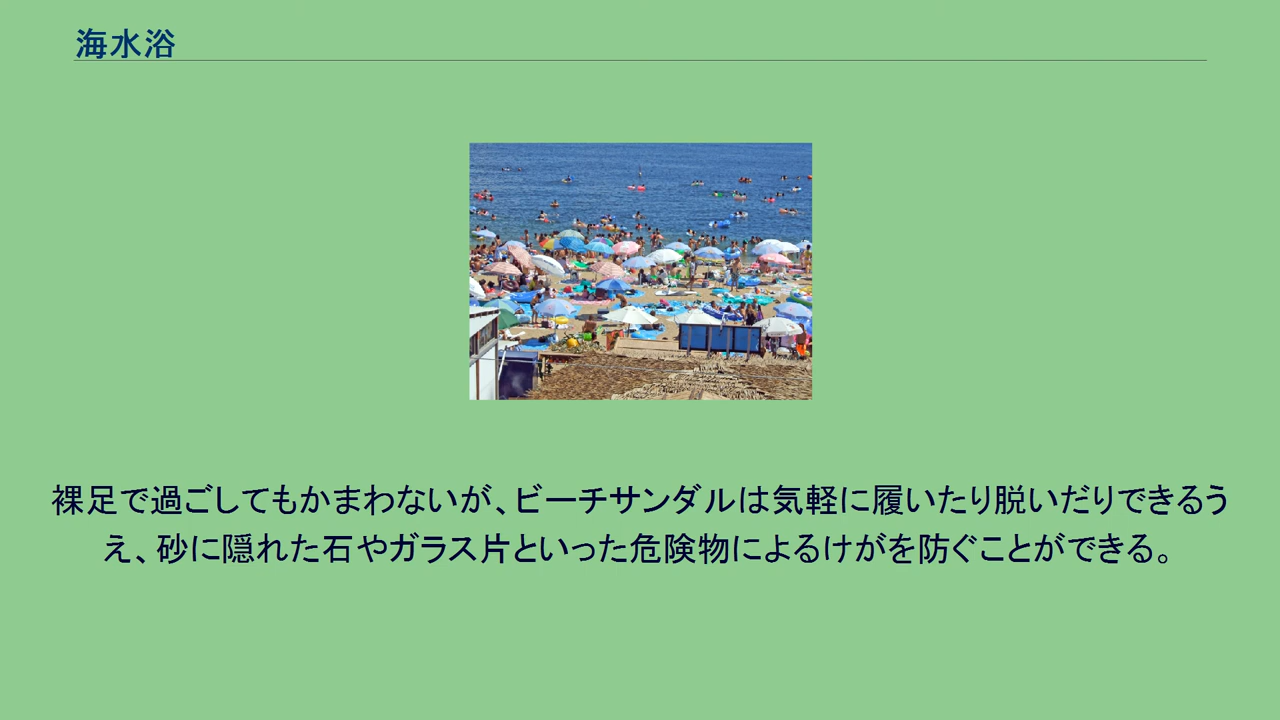 海水浴
裸足で過ごしてもかまわないが、ビーチサンダルは気軽に履いたり脱いだりできるう
え、砂に隠れた石やガラス片といった危険物によるけがを防ぐことができる。